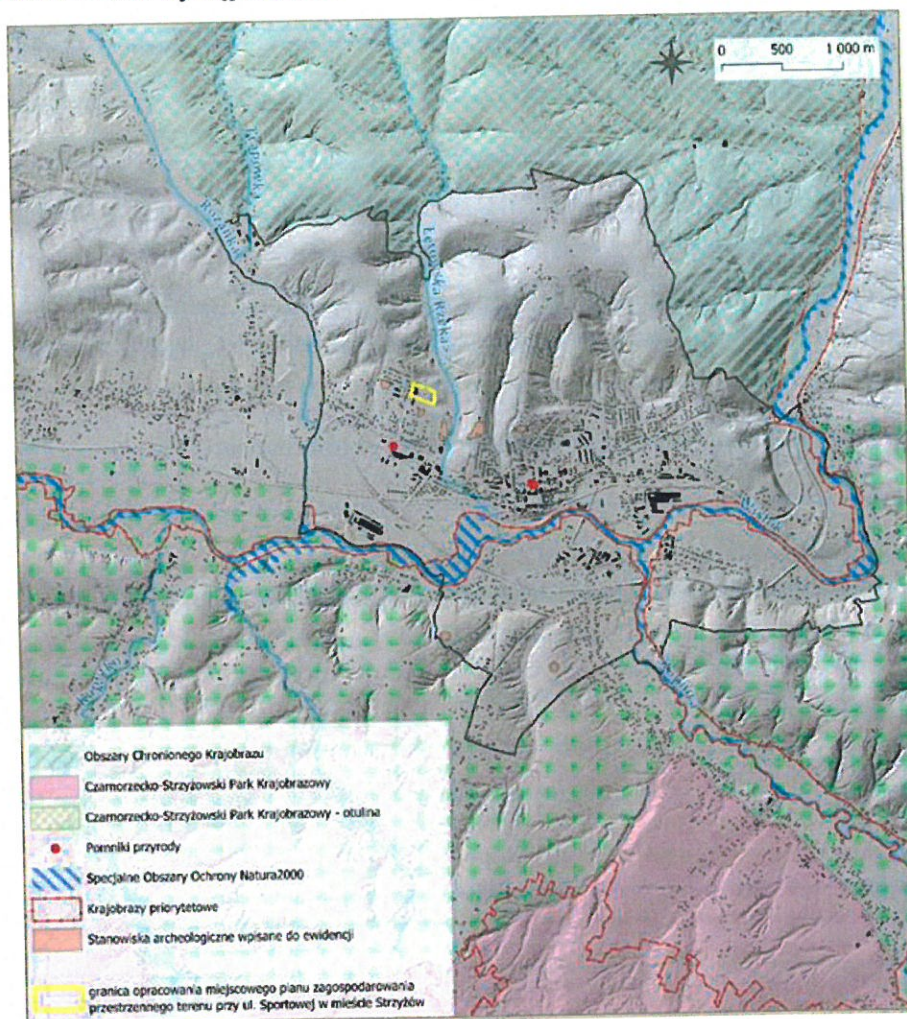 0 500 1 000 m
Łętowska Rzeka
Wisłok
Obszary Chronionego Krajobrazu
Czarnorzecko-Strzyżowski Park Krajobrazowy
Czarnorzecko-Strzyżowski Park Krajobrazowy - otulina
Pomniki przyrody
Specjalne Obszary Ochrony Natura2000
Krajobrazy priorytetowe
Stanowiska archeologiczne wpisane do ewidencji
granica opracowania miejscowego planu zagospodarowania
przestrzennego terenu przy ul. Sportowej w mieście Strzyżów